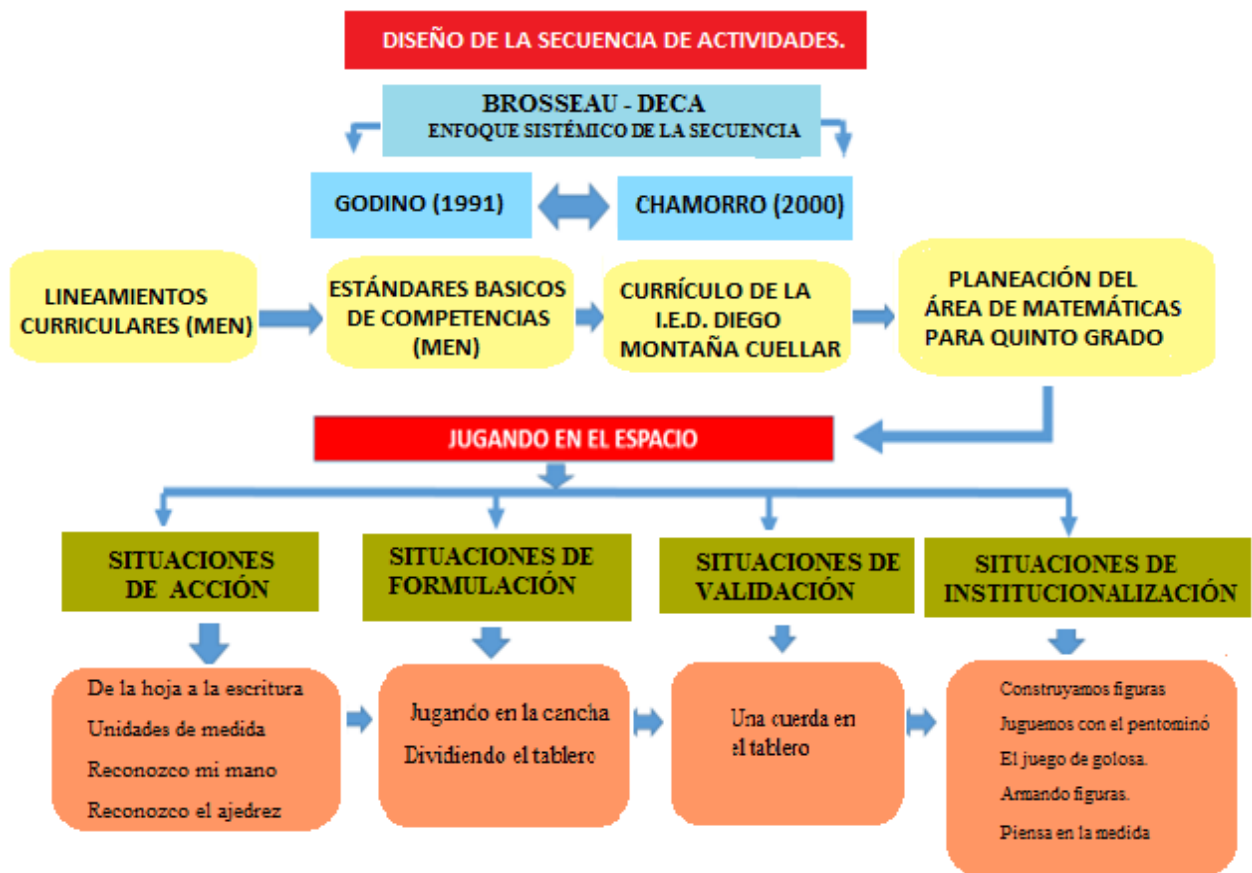 DISEÑO DE LA SECUENCIA DE ACTIVIDADES.
BROSSEAU - DECA
ENFOQUE SISTÉMICO DE LA SECUENCIA
GODINO (1991)
CHAMORRO (2000)
LINEAMIENTOS
CURRICULARES (MEN)
ESTÁNDARES BASICOS
DE COMPETENCIAS
(MEN)
CURRÍCULO DE LA
I.E.D. DIEGO
MONTAÑA CUELLAR
PLANEACIÓN DEL
ÁREA DE MATEMÁTICAS
PARA QUINTO GRADO
JUGANDO EN EL ESPACIO
SITUACIONES
DE ACCIÓN
SITUACIONES DE
FORMULACIÓN
SITUACIONES DE
VALIDACIÓN
SITUACIONES DE
INSTITUCIONALIZACIÓN
De la hoja a la escritura
Unidades de medida
Reconozco mi mano
Reconozco el ajedrez
Jugando en la cancha
Dividiendo el tablero
Una cuerda en
el tablero
Construyamos figuras
Juguemos con el pentominó
El juego de golosa.
Armando figuras.
Piensa en la medida